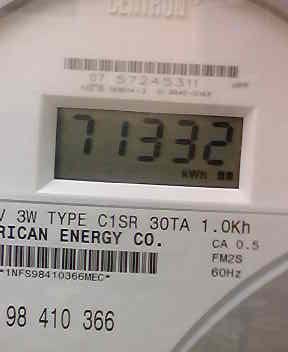 CENTRON
07 57245311
71332
kWh
V 3W TYPE C1SR 30TA 1.0Kh
RICAN ENERGY CO.
CA 0.5
FM2S
60Hz
*1NFS98410366MEC*
98 410 366